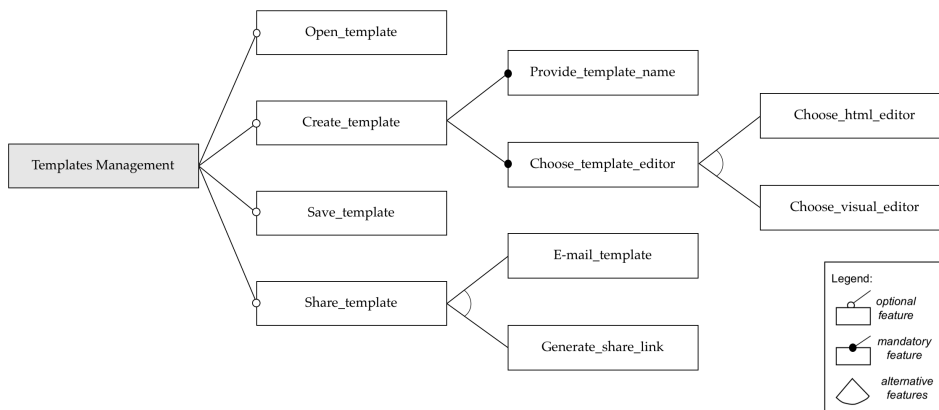 Templates Management
Open_template
Create_template
Save_template
Share_template
Provide_template_name
Choose_template_editor
E-mail_template
Generate_share_link
Choose_html_editor
Choose_visual_editor
Legend:
optional
feature
mandatory
feature
alternative
features